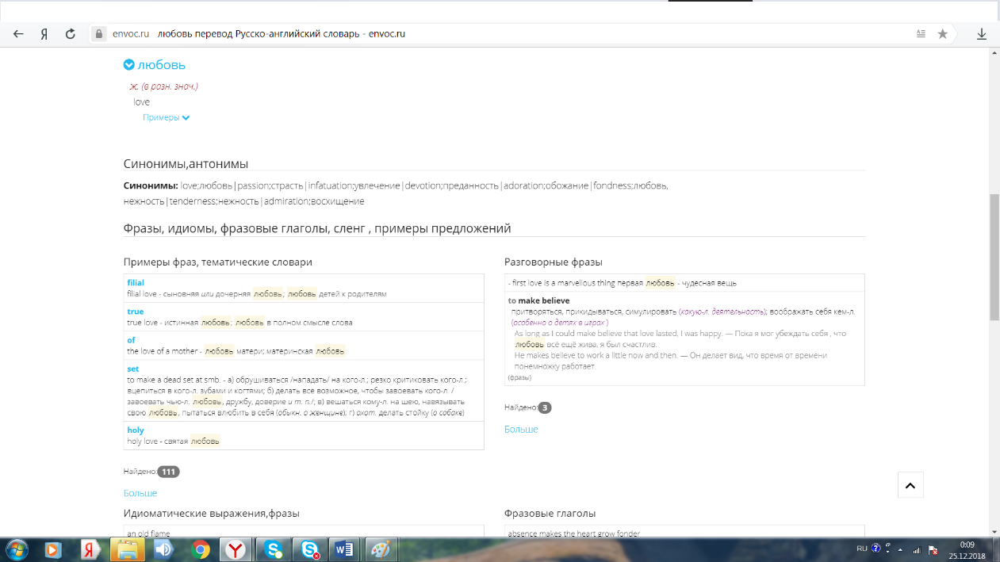 Я envoc.ru любовь перевод Русско-английский словарь - envoc.ru
любовь
ж. (в разн. знач.)
love
Примеры
Синонимы,антонимы
Синонимы: love;любовь|passion;страсть|infatuation;увлечение|devotion;преданность|adoration;обожание|fondness;любовь,
нежность|tenderness;нежность|admiration;восхищение
Фразы, идиомы, фразовые глаголы, сленг , примеры предложений
Примеры фраз, тематические словари
filial
filial love - сыновняя или дочерняя любовь; любовь детей к родителям
true
true love - истинная любовь; любовь в полном смысле слова
of
the love of a mother - любовь матери; материнская любовь
set
to make a dead set at smb. - а) обрушиваться /нападать/ на кого-л.; резко критиковать кого-л.;
вцепиться в кого-л. зубами и когтями; б) делать все возможное, чтобы завоевать кого-л. /
завоевать чью-л. любовь, дружбу, доверие и т. п./; в) вешаться кому-л. на шею, навязывать
свою любовь, пытаться влюбить в себя (обыкн. о женщине); г) охот. делать стойку (о собаке)
holy
holy love - святая любовь
Найдено:111
Больше
Разговорные фразы
- first love is a marvellous thing первая любовь - чудесная вещь
to make believe
притворяться, прикидываться, симулировать (какую-л. деятельность); воображать себя кем-л.
(особенно о детях в играх )
As long as I could make believe that love lasted, I was happy. — Пока я мог убеждать себя , что
любовь всё ещё жива, я был счастлив.
He makes believe to work a little now and then. — Он делает вид, что время от времени
понемножку работает.
(фразы)
Найдено:3
Больше
Идиоматические выражения,фразы
an old flame
Фразовые глаголы
absence makes the heart grow fonder
RU
0:09
25.12.2018